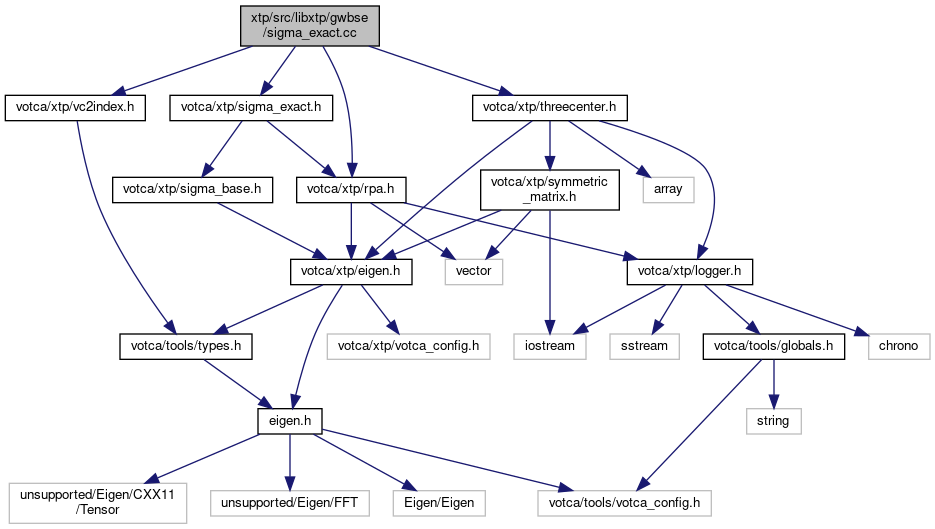 xtp/src/libxtp/gwbse
/sigma_exact.cc
votca/xtp/vc2index.h
votca/xtp/sigma_exact.h
votca/xtp/threecenter.h
votca/xtp/sigma_base.h
votca/xtp/rpa.h
votca/xtp/symmetric
_matrix.h
array
votca/xtp/eigen.h
vector
votca/xtp/logger.h
votca/tools/types.h
votca/xtp/votca_config.h
iostream
sstream
votca/tools/globals.h
chrono
eigen.h
string
unsupported/Eigen/CXX11
/Tensor
unsupported/Eigen/FFT
Eigen/Eigen
votca/tools/votca_config.h